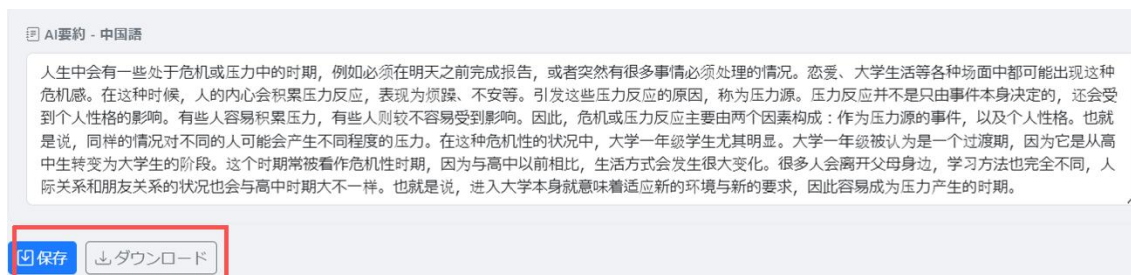 AI要約 - 中国語
人生中会有一些处于危机或压力中的时期，例如必须在明天之前完成报告，或者突然有很多事情必须处理的情况。恋爱、大学生活等各种场面中都可能出现这种
危机感。在这种时候，人的内心会积累压力反应，表现为烦躁、不安等。引发这些压力反应的原因，称为压力源。压力反应并不是只由事件本身决定的，还会受
到个人性格的影响。有些人容易积累压力，有些人则较不容易受到影响。因此，危机或压力反应主要由两个因素构成：作为压力源的事件，以及个人性格。也就
是说，同样的情况对不同的人可能会产生不同程度的压力。在这种危机性的状况中，大学一年级学生尤其明显。大学一年级被认为是一个过渡期，因为它是从高
中生转变为大学生的阶段。这个时期常被看作危机性时期，因为与高中以前相比，生活方式会发生很大变化。很多人会离开父母身边，学习方法也完全不同，人
际关系和朋友关系的状况也会与高中时期大不一样。也就是说，进入大学本身就意味着适应新的环境与新的要求，因此容易成为压力产生的时期。
保存 ダウンロード